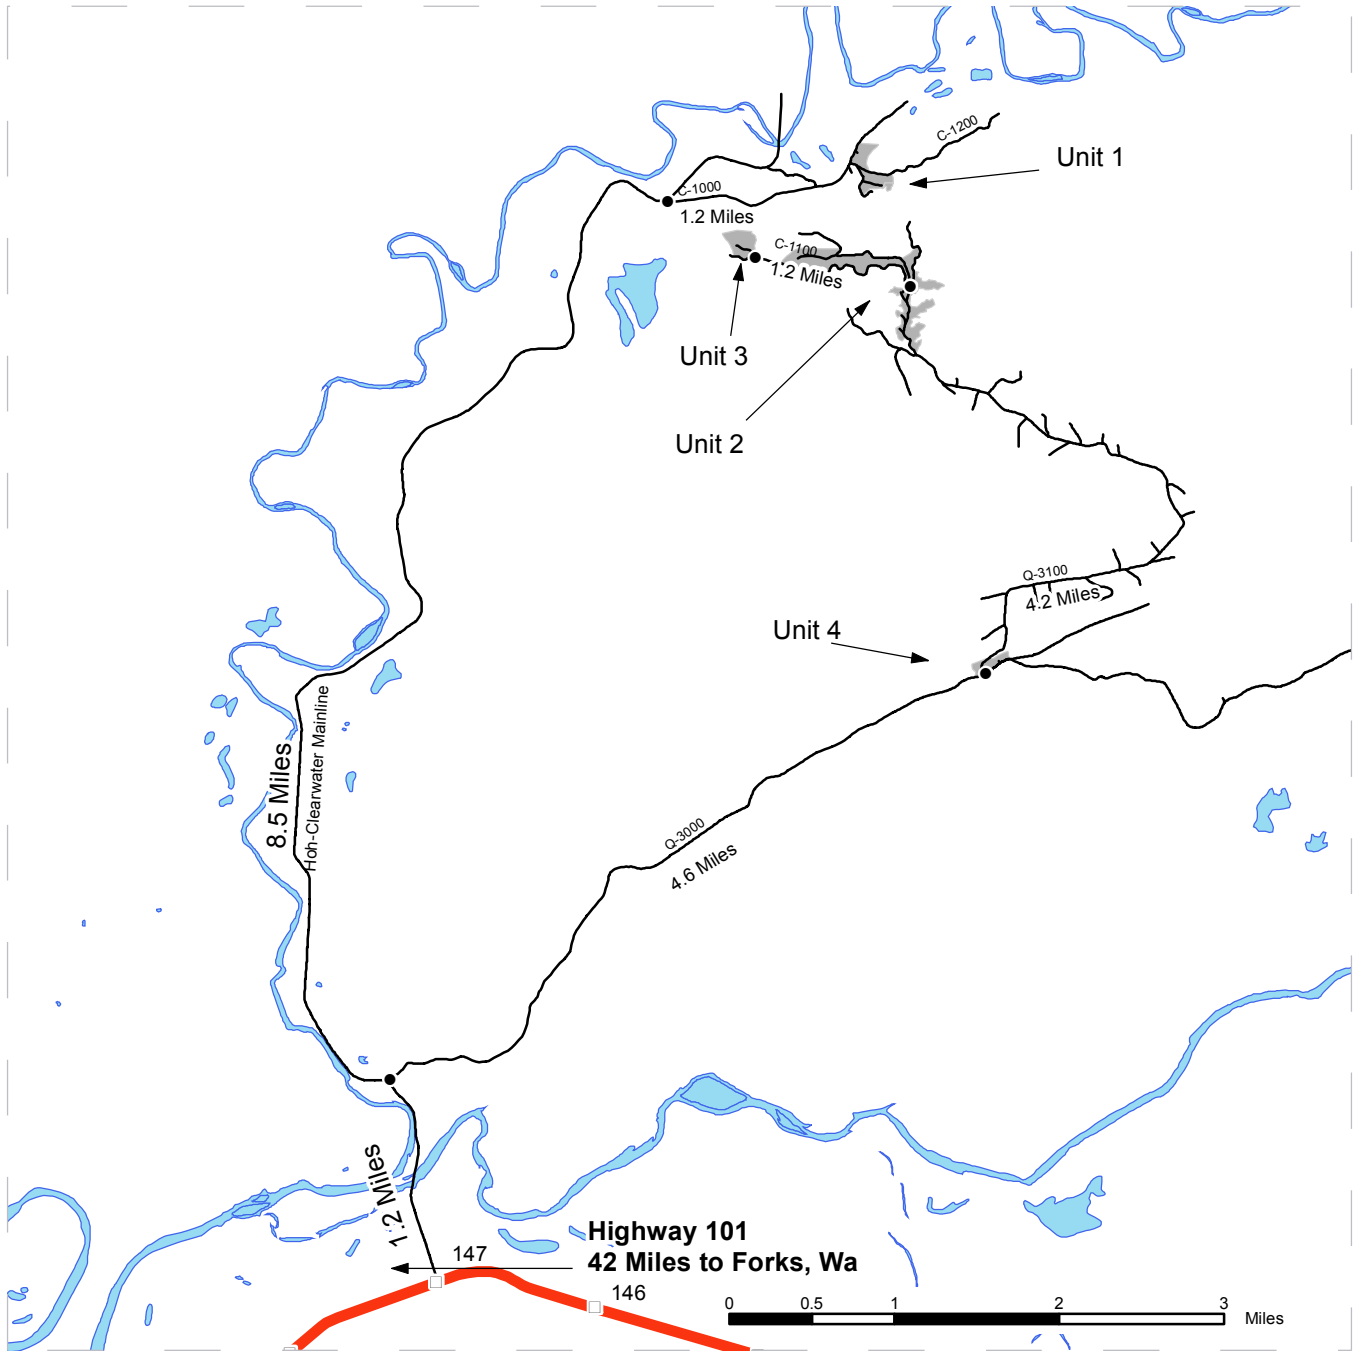 C-1200
Unit 1
C-1000
1.2 Miles
C-1100
1.2 Miles
Unit 3
Unit 2
Q-3100
4.2 Miles
Unit 4
8.5 Miles
Hoh-Clearwater Mainline
Q-3000
4.6 Miles
1.2 Miles
Highway 101
42 Miles to Forks, Wa
147
146
0 0.5 1 2 3 Miles